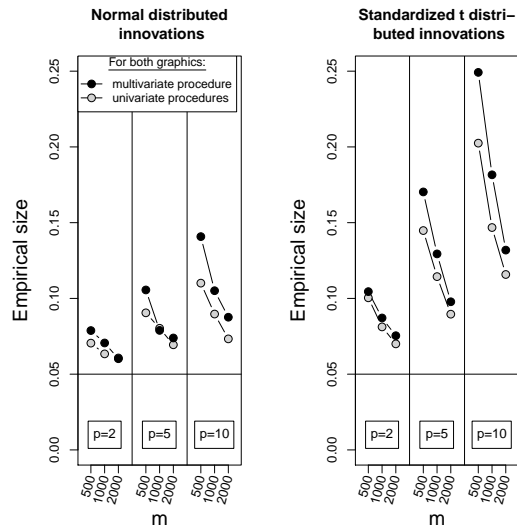 Normal distributed
innovations
For both graphics:
multivariate procedure
univariate procedures
Empirical size
0.25
0.20
0.15
0.10
0.05
0.00
p=2
p=5
p=10
500
1000
2000
500
1000
2000
500
1000
2000
m
Standardized t distri−
buted innovations
Empirical size
0.25
0.20
0.15
0.10
0.05
0.00
p=2
p=5
p=10
500
1000
2000
500
1000
2000
500
1000
2000
m